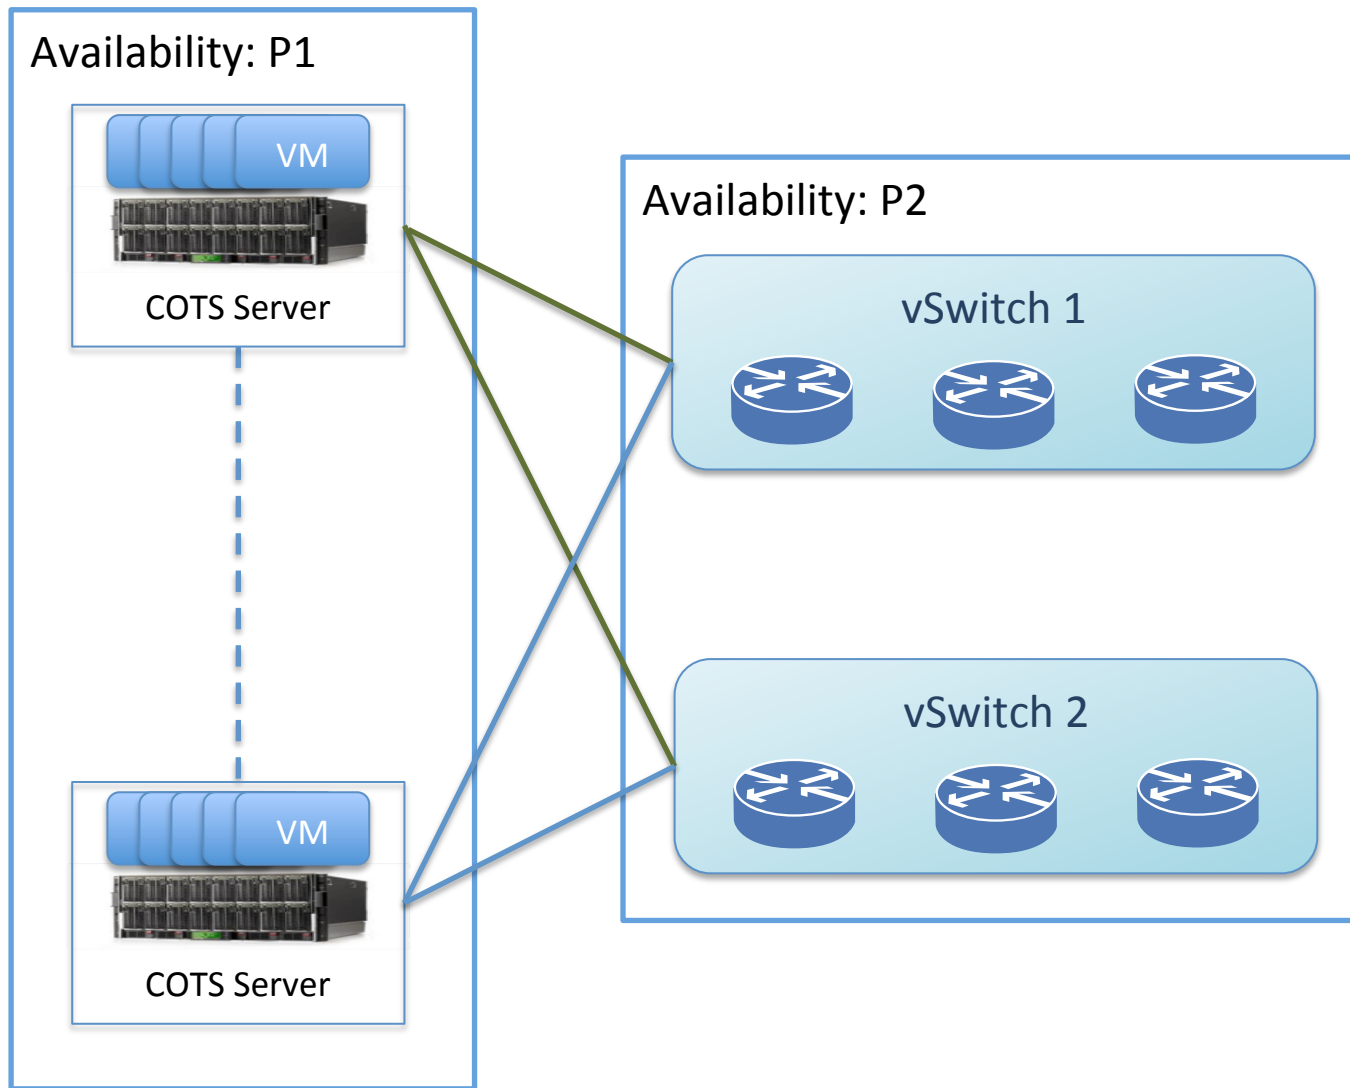 Availability: P1
VM
COTS Server
Availability: P2
vSwitch 1
vSwitch 2
VM
COTS Server